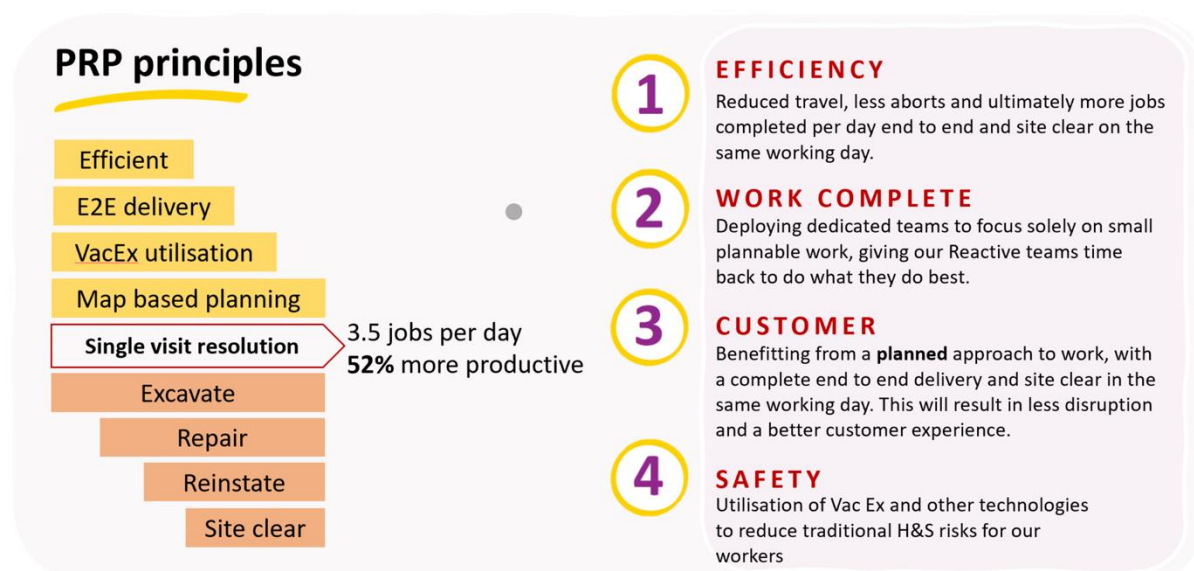 PRP principles
Efficient
E2E delivery
VacEx utilisation
Map based planning
Single visit resolution
3.5 jobs per day
52% more productive
Excavate
Repair
Reinstate
Site clear
1
EFFICIENCY
Reduced travel, less aborts and ultimately more jobs
completed per day end to end and site clear on the
same working day.
2
WORK COMPLETE
Deploying dedicated teams to focus solely on small
plannable work, giving our Reactive teams time
back to do what they do best.
3
CUSTOMER
Benefitting from a planned approach to work, with
a complete end to end delivery and site clear in the
same working day. This will result in less disruption
and a better customer experience.
4
SAFETY
Utilisation of Vac Ex and other technologies
to reduce traditional H&S risks for our
workers